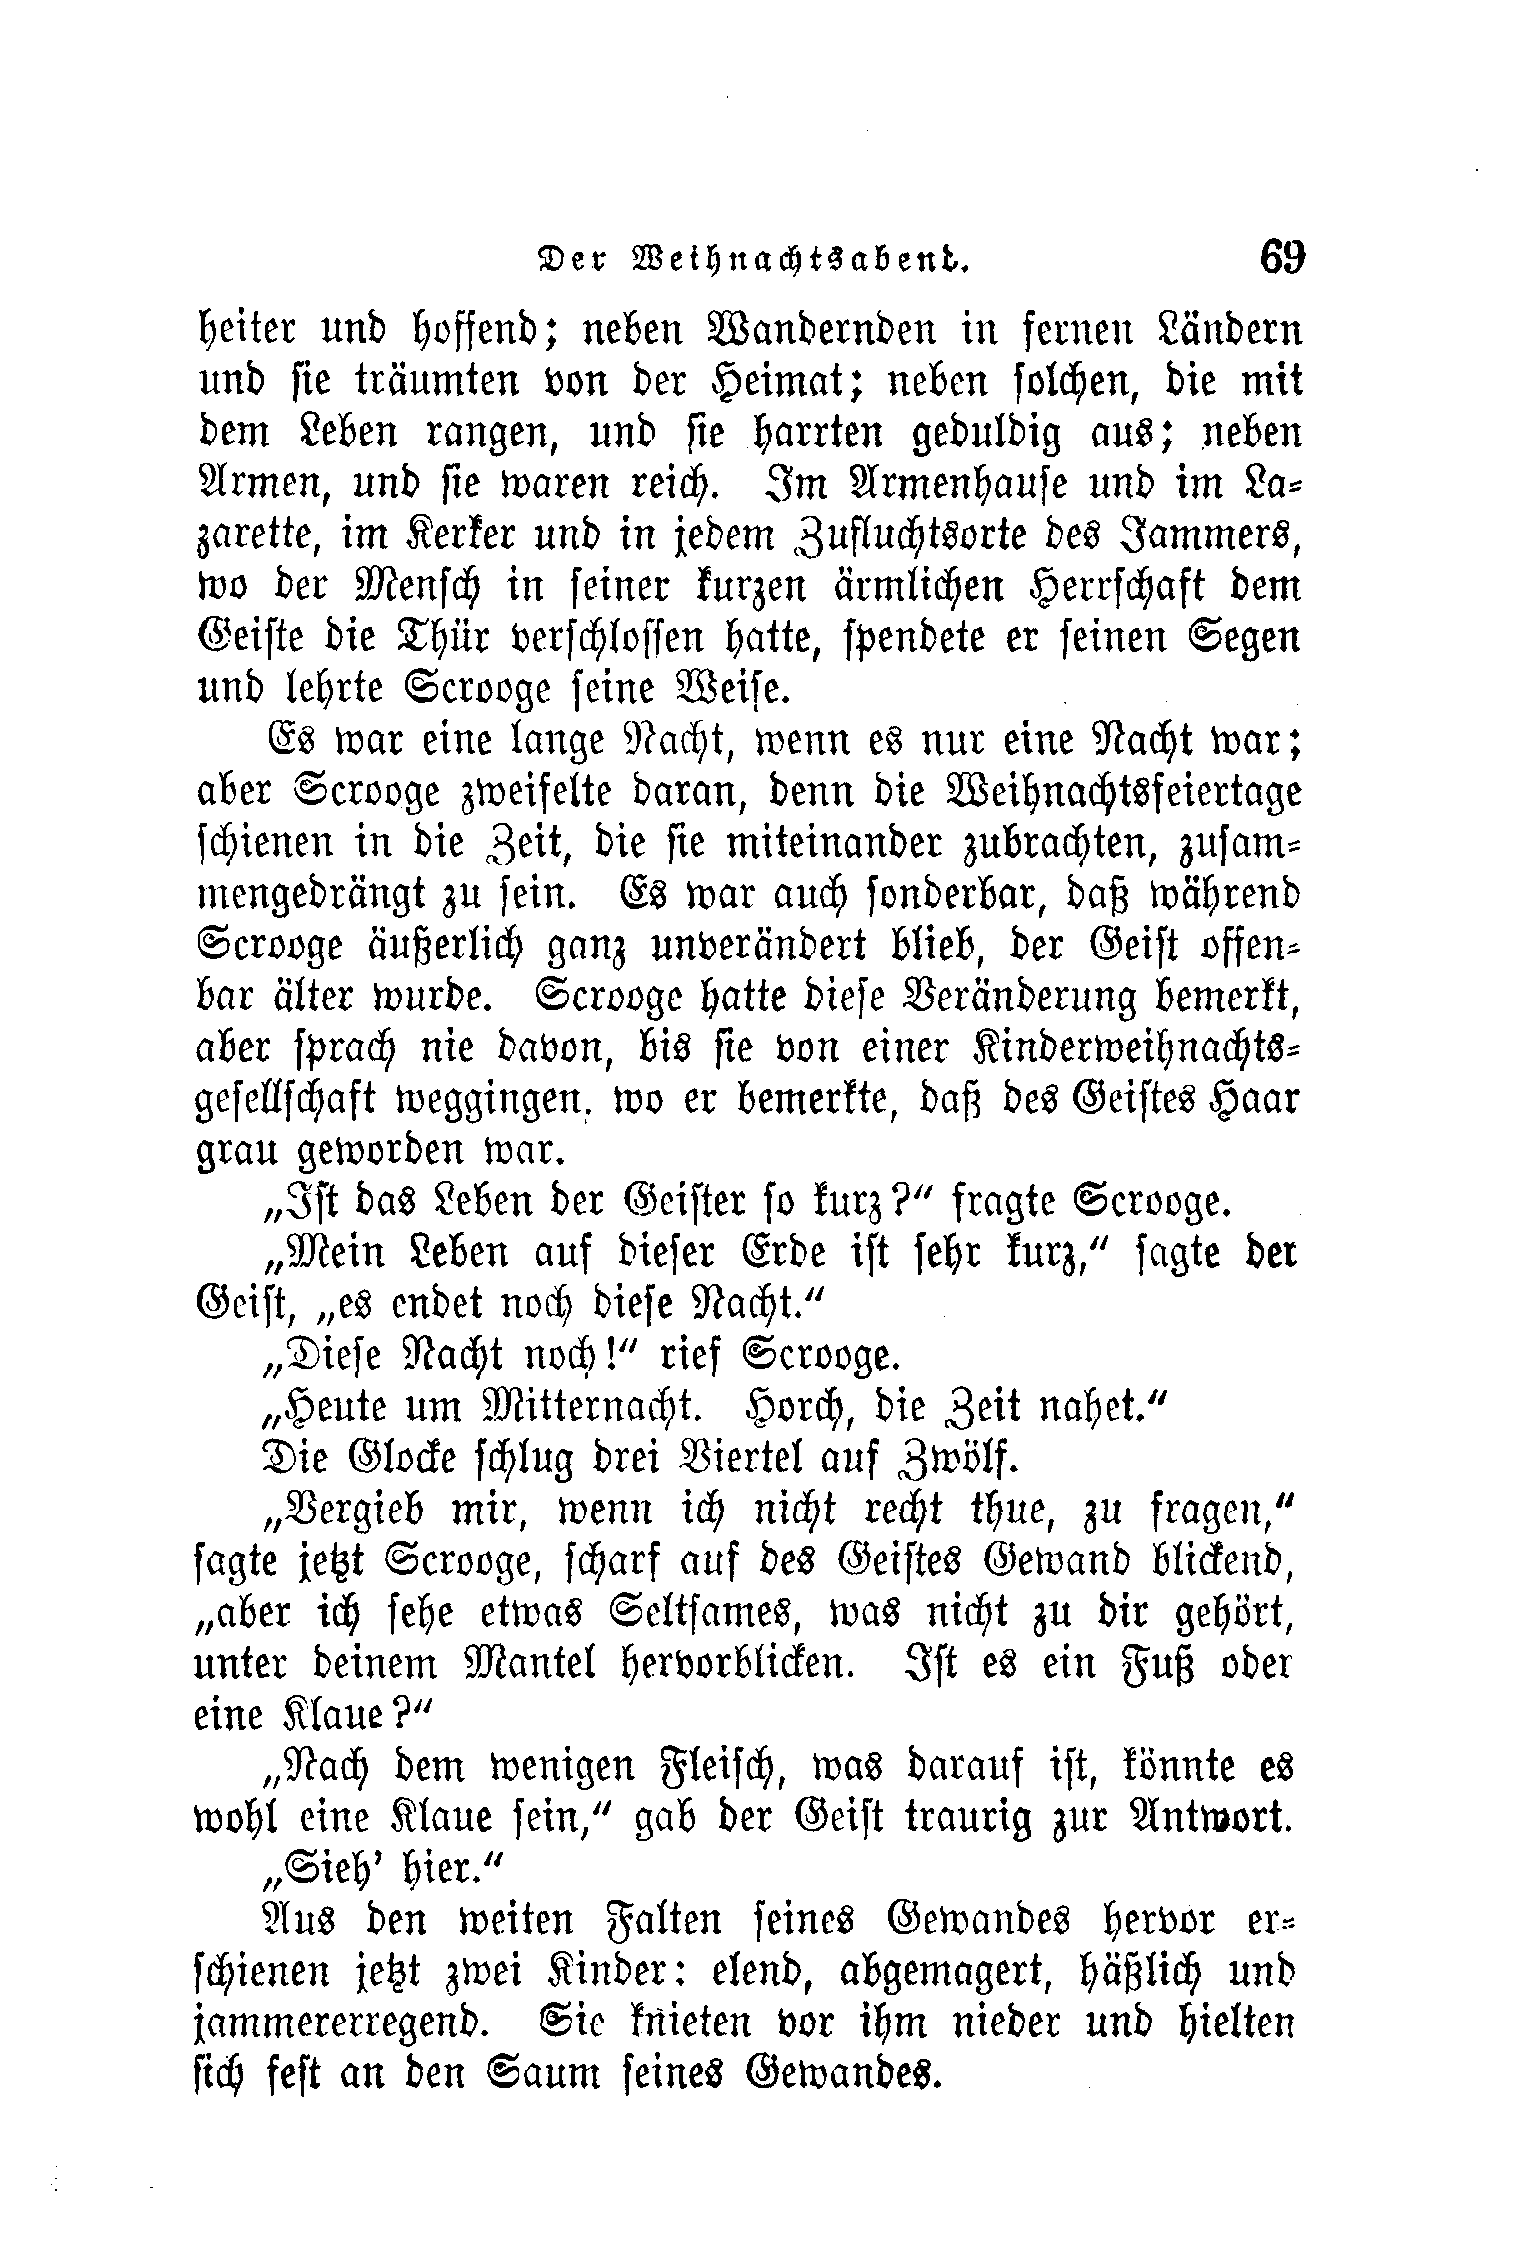 Der Weihnachtsabend. 69
heiter und hoffend; neben Wandernden in fernen Ländern
und sie träumten von der Heimat; neben solchen, die mit
dem Leben rangen, und sie harrten geduldig aus; neben
Armen, und sie waren reich. Im Armenhause und im La-
zarette, im Kerker und in jedem Zufluchtsorte des Jammers,
wo der Mensch in seiner kurzen ärmlichen Herrschaft dem
Geiste die Thür verschlossen hatte, spendete er seinen Segen
und lehrte Scrooge seine Weise.
Es war eine lange Nacht, wenn es nur eine Nacht war;
aber Scrooge zweifelte daran, denn die Weihnachtsfeiertage
schienen in die Zeit, die sie miteinander zubrachten, zusam-
mengedrängt zu sein. Es war auch sonderbar, daß während
Scrooge äußerlich ganz unverändert blieb, der Geist offen-
bar älter wurde. Scrooge hatte diese Veränderung bemerkt,
aber sprach nie davon, bis sie von einer Kinderweihnachts-
gesellschaft weggingen, wo er bemerkte, daß des Geistes Haar
grau geworden war.
„Ist das Leben der Geister so kurz?“ fragte Scrooge.
„Mein Leben auf dieser Erde ist sehr kurz,“ sagte der
Geist, „es endet noch diese Nacht.“
„Diese Nacht noch!“ rief Scrooge.
„Heute um Mitternacht. Horch, die Zeit nahet.“
Die Glocke schlug drei Viertel auf Zwölf.
„Vergieb mir, wenn ich nicht recht thue, zu fragen,“
sagte jetzt Scrooge, scharf auf des Geistes Gewand blickend,
„aber ich sehe etwas Seltsames, was nicht zu dir gehört,
unter deinem Mantel hervorblicken. Ist es ein Fuß oder
eine Klaue?“
„Nach dem wenigen Fleisch, was darauf ist, könnte es
wohl eine Klaue sein,“ gab der Geist traurig zur Antwort.
„Sieh’ hier.“
Aus den weiten Falten seines Gewandes hervor er-
schienen jetzt zwei Kinder: elend, abgemagert, häßlich und
jammererregend. Sie knieten vor ihm nieder und hielten
sich fest an den Saum seines Gewandes.